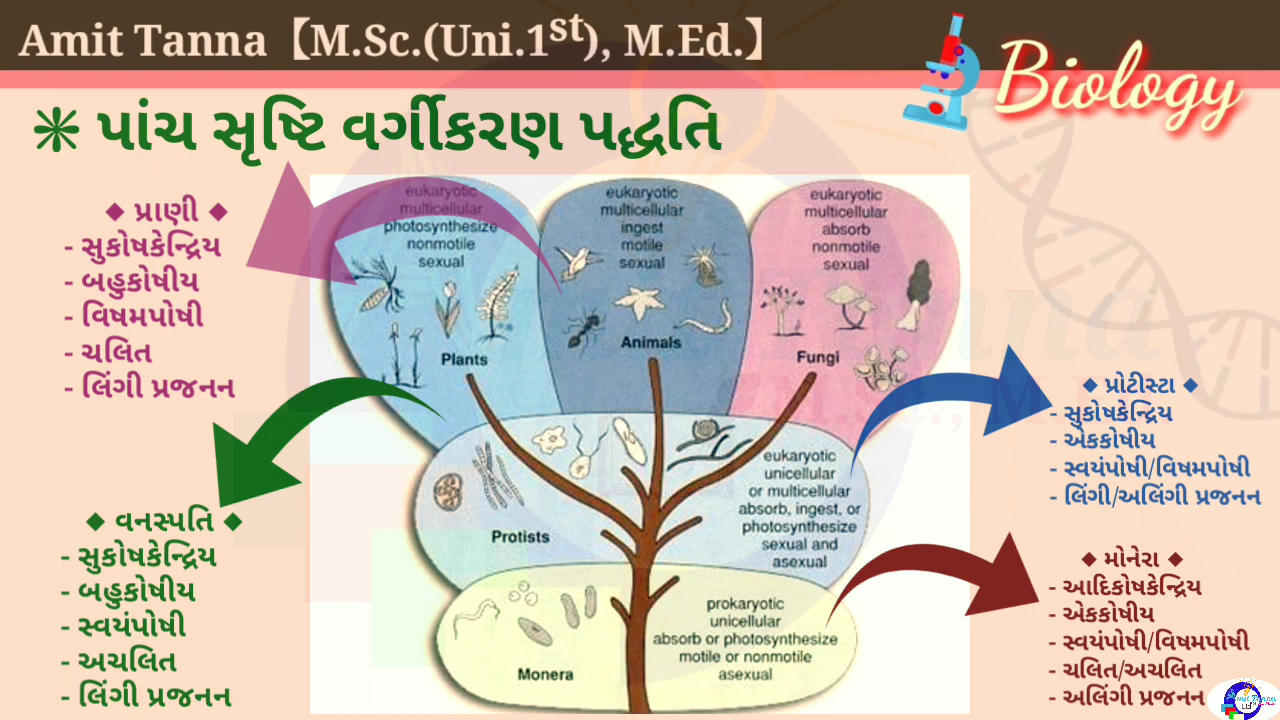 Amit Tanna【M.Sc.(Uni.1st), M.Ed.】
Biology
❊ પાંચ સૃષ્ટિ વર્ગીકરણ પદ્ધતિ
◆ પ્રાણી ◆
- સુકોષકેન્દ્રિય
- બહુકોષીય
- વિષમપોષી
- ચલિત
- લિંગી પ્રજનન
◆ વનસ્પતિ ◆
- સુકોષકેન્દ્રિય
- બહુકોષીય
- સ્વયંપોષી
- અચલિત
- લિંગી પ્રજનન
eukaryotic
multicellular
photosynthesize
nonmotile
sexual
Plants
eukaryotic
multicellular
ingest
motile
sexual
Animals
eukaryotic
multicellular
absorb
nonmotile
sexual
Fungi
Protists
eukaryotic
unicellular
or multicellular
absorb, ingest, or
photosynthesize
sexual and
asexual
Monera
prokaryotic
unicellular
absorb or photosynthesize
motile or nonmotile
asexual
◆ પ્રોટીસ્ટા ◆
- સુકોષકેન્દ્રિય
- એકકોષીય
- સ્વયંપોષી/વિષમપોષી
- લિંગી/અલિંગી પ્રજનન
◆ મોનેરા ◆
- આદિકોષકેન્દ્રિય
- એકકોષીય
- સ્વયંપોષી/વિષમપોષી
- ચલિત/અચલિત
- અલિંગી પ્રજનન